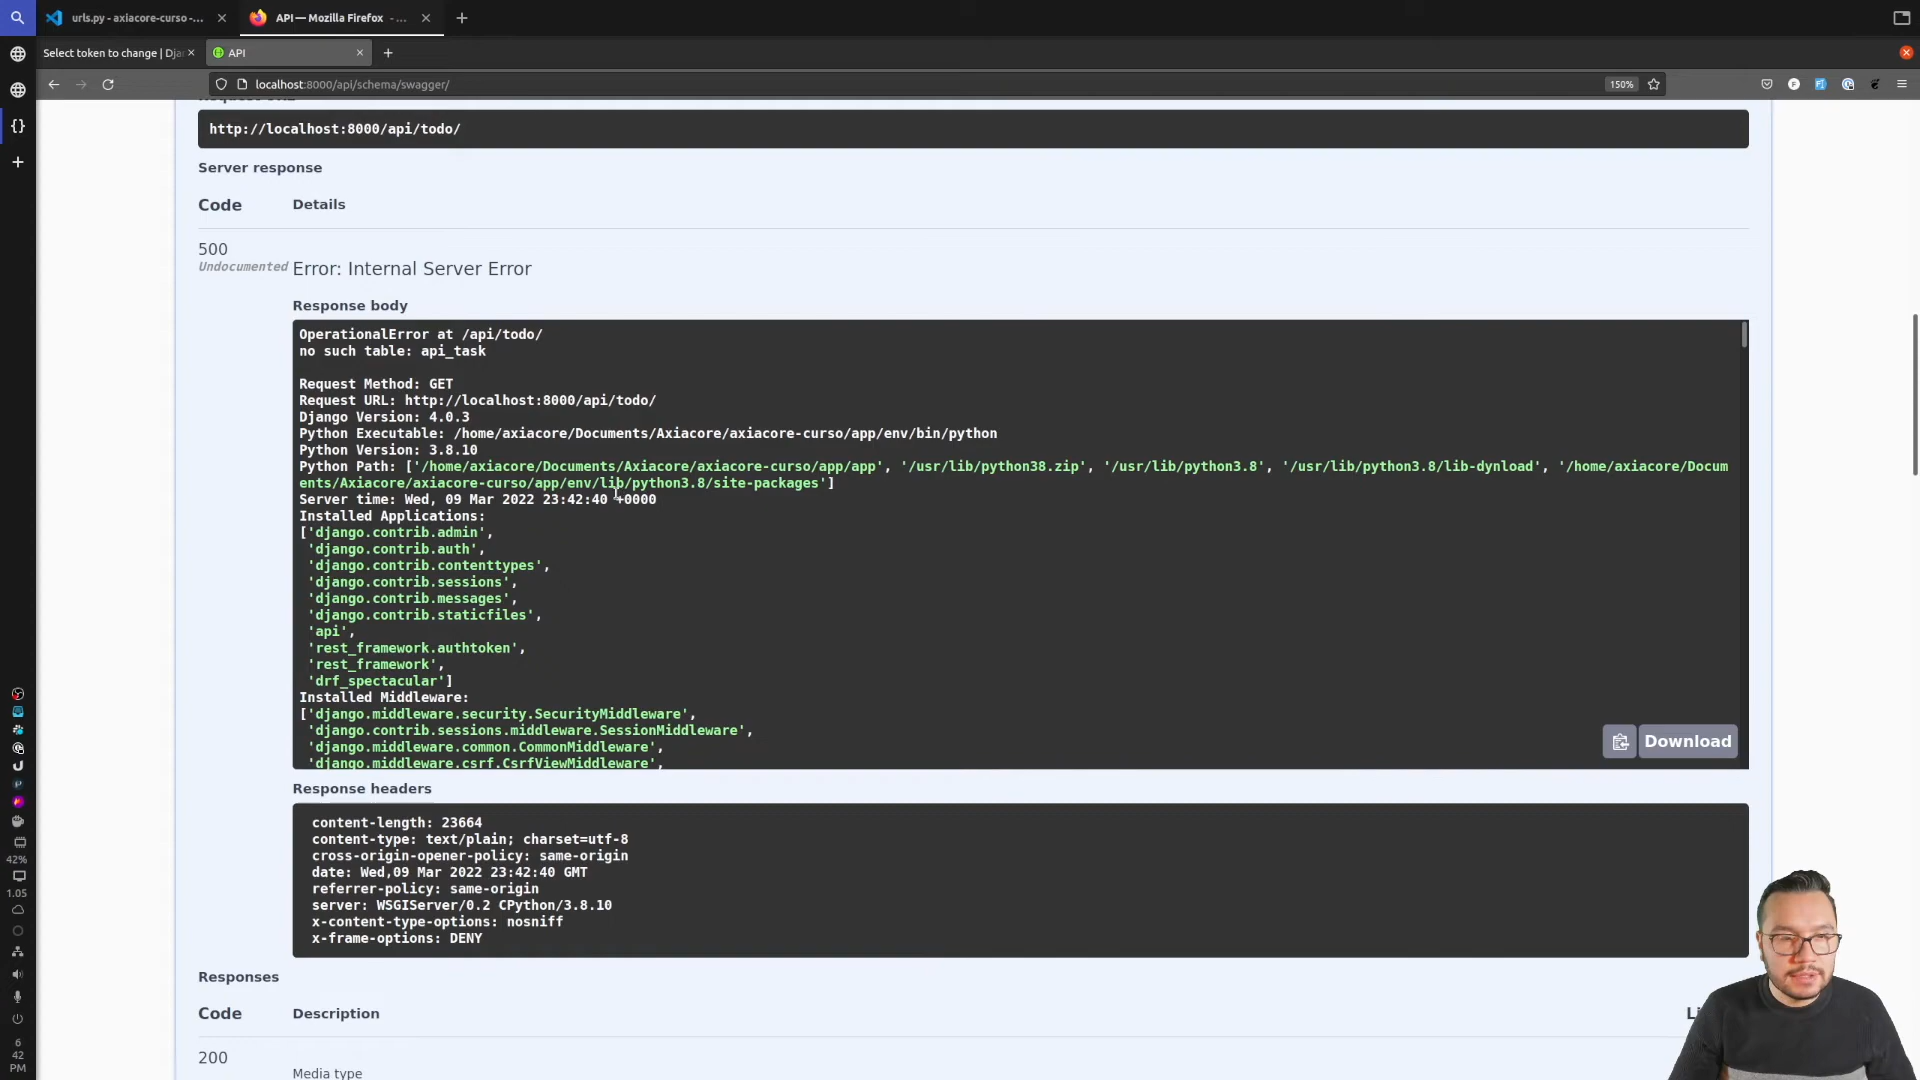 urls.py - axiacore-curso -...
API — Mozilla Firefox - ...
Select token to change | Dja
API
localhost:8000/api/schema/swagger/
150%
http://localhost:8000/api/todo/
Server response
Code
Details
500
Undocumented
Error: Internal Server Error
Response body
OperationalError at /api/todo/
no such table: api_task
Request Method: GET
Request URL: http://localhost:8000/api/todo/
Django Version: 4.0.3
Python Executable: /home/axiacore/Documents/Axiacore/axiacore-curso/app/env/bin/python
Python Version: 3.8.10
Python Path: ['/home/axiacore/Documents/Axiacore/axiacore-curso/app/app', '/usr/lib/python38.zip', '/usr/lib/python3.8', '/usr/lib/python3.8/lib-dynload', '/home/axiacore/Docum
ents/Axiacore/axiacore-curso/app/env/lib/python3.8/site-packages']
Server time: Wed, 09 Mar 2022 23:42:40 +0000
Installed Applications:
['django.contrib.admin',
'django.contrib.auth',
'django.contrib.contenttypes',
'django.contrib.sessions',
'django.contrib.messages',
'django.contrib.staticfiles',
'api',
'rest_framework.authtoken',
'rest_framework',
'drf_spectacular']
Installed Middleware:
['django.middleware.security.SecurityMiddleware',
'django.contrib.sessions.middleware.SessionMiddleware',
'django.middleware.common.CommonMiddleware',
'django.middleware.csrf.CsrfViewMiddleware',
Download
Response headers
content-length: 23664
content-type: text/plain; charset=utf-8
cross-origin-opener-policy: same-origin
date: Wed,09 Mar 2022 23:42:40 GMT
referrer-policy: same-origin
server: WSGIServer/0.2 CPython/3.8.10
x-content-type-options: nosniff
x-frame-options: DENY
Responses
Code
Description
Li
200
Media type
42%
1.05
6
42
PM